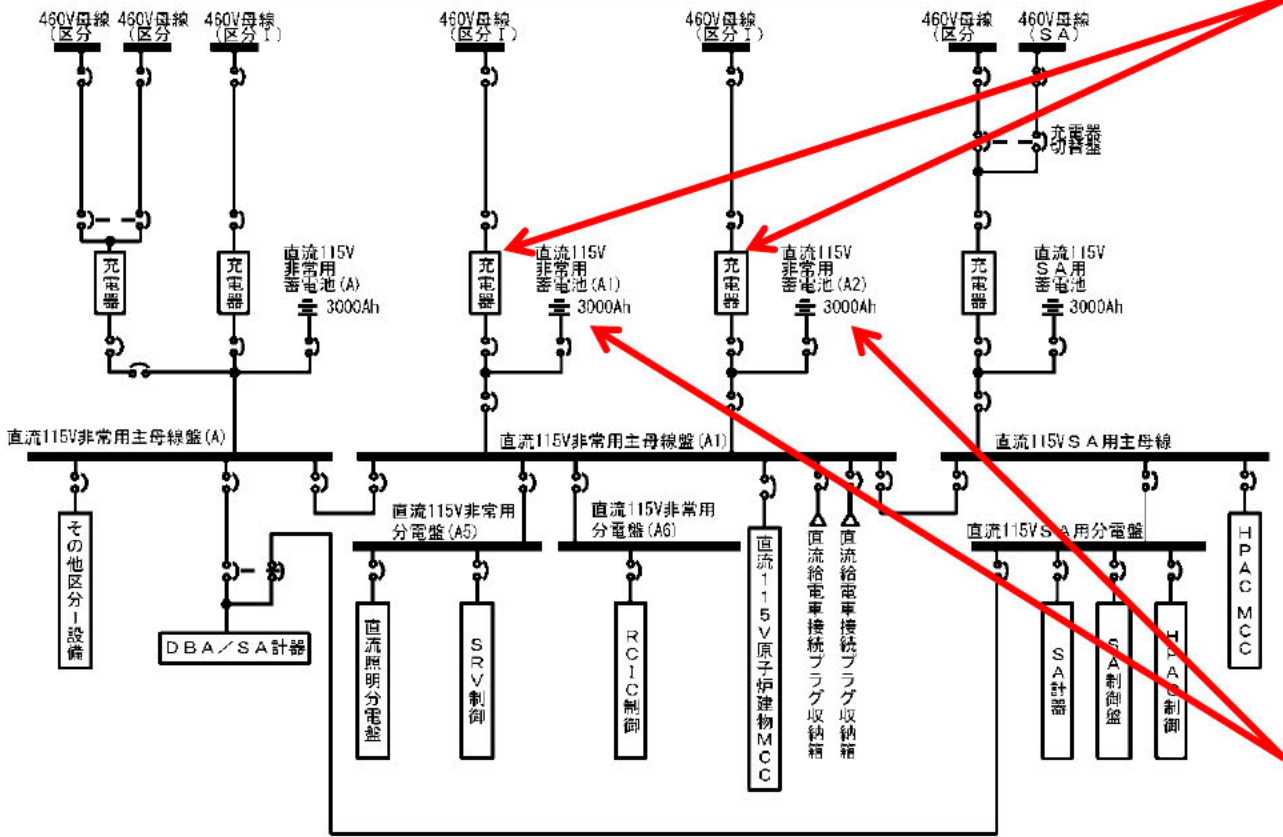 460V母線
(区分
460V母線
(区分
460V母線
(区分Ⅰ)
460V母線
(区分Ⅰ)
460V母線
(区分Ⅰ)
460V母線
(区分
460V母線
(SA)
充電器
切替盤
充電器
充電器
直流115V
非常用
蓄電池(A)
3000Ah
充電器
直流115V
非常用
蓄電池(A1)
3000Ah
充電器
直流115V
非常用
蓄電池(A2)
3000Ah
充電器
直流115V
SA用
蓄電池
3000Ah
直流115V非常用主母線盤(A)
直流115V非常用主母線盤(A1)
直流115VSA用主母線
直流115V非常用
分電盤(A5)
直流115V非常用
分電盤(A6)
直流115VSA用分電盤
その他区分Ⅰ設備
DBA/SA計器
直流照明分電盤
SRV制御
RCIC制御
直流115V原子炉建物MCC
直流給電車接続プラグ収納箱
直流給電車接続プラグ収納箱
SA計器
SA制御盤
HPAC制御
HPAC MCC